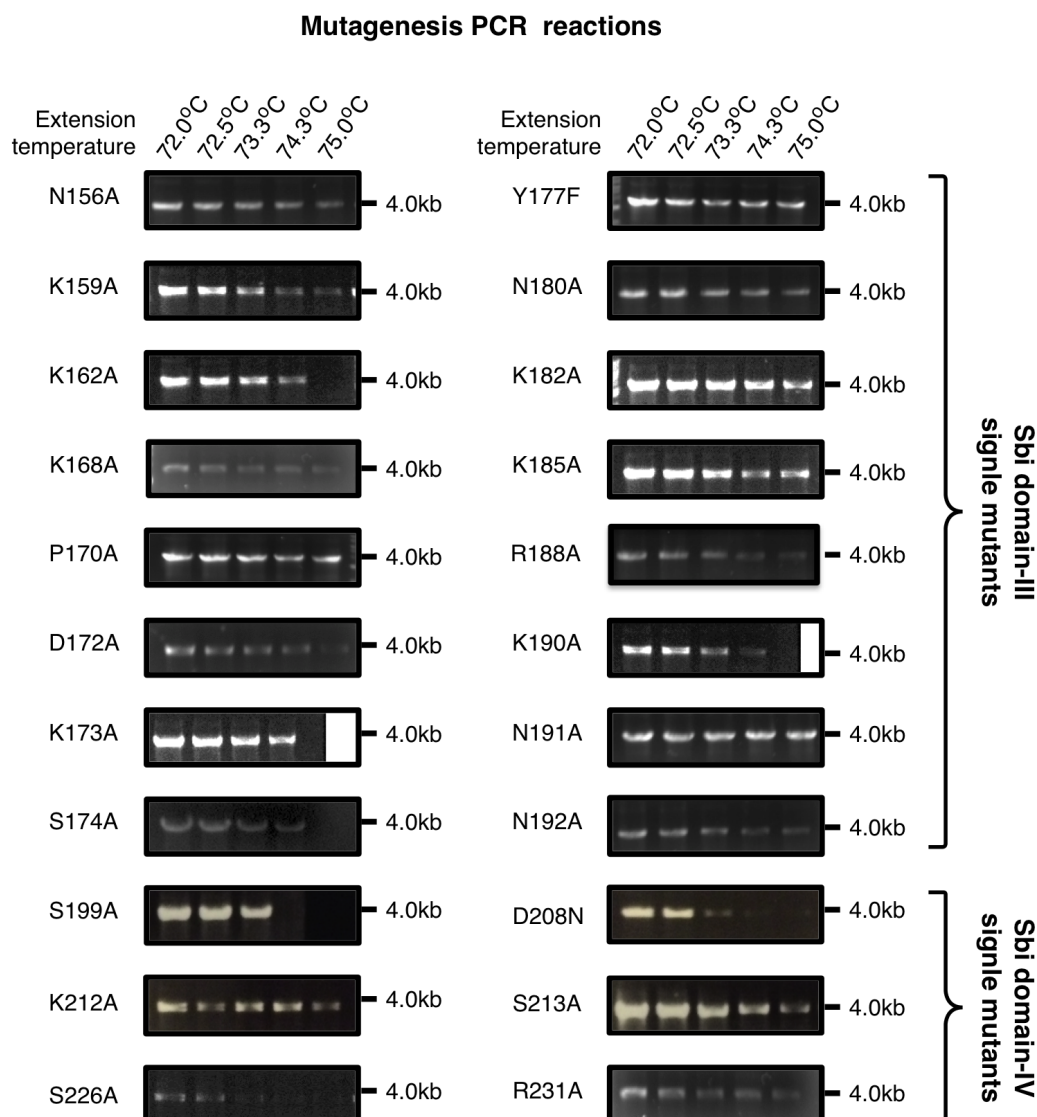 Mutagenesis PCR  reactions
Extension
temperature
72.0°C
72.5°C
73.3°C
74.3°C
75.0°C
N156A
4.0kb
K159A
4.0kb
K162A
4.0kb
K168A
4.0kb
P170A
4.0kb
D172A
4.0kb
K173A
4.0kb
S174A
4.0kb
S199A
4.0kb
K212A
4.0kb
S226A
4.0kb
Extension
temperature
72.0°C
72.5°C
73.3°C
74.3°C
75.0°C
Y177F
4.0kb
N180A
4.0kb
K182A
4.0kb
K185A
4.0kb
R188A
4.0kb
K190A
4.0kb
N191A
4.0kb
N192A
4.0kb
D208N
4.0kb
S213A
4.0kb
R231A
4.0kb
Sbi domain-III
signle mutants
Sbi domain-IV
signle mutants